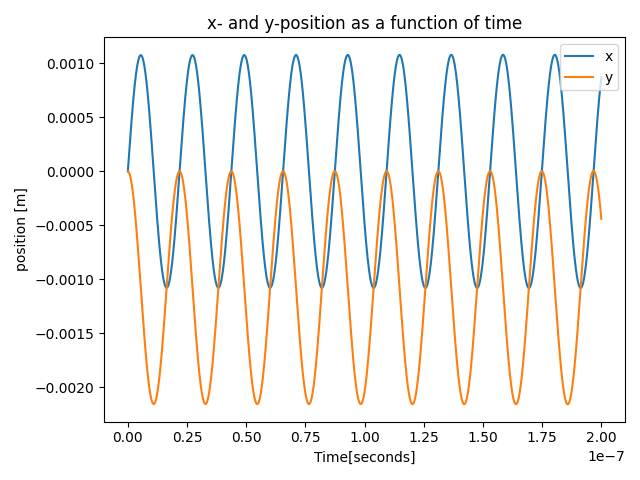 x- and y-position as a function of time
x
y
0.0010
0.0005
0.0000
−0.0005
−0.0010
−0.0015
−0.0020
position [m]
0.00 0.25 0.50 0.75 1.00 1.25 1.50 1.75 2.00
1e−7
Time[seconds]